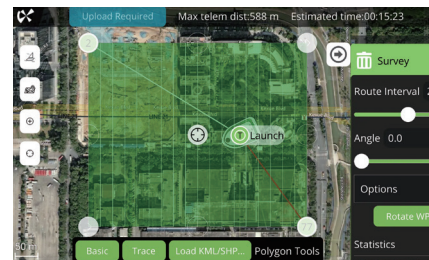 Upload Required Max telem dist:588 m Estimated time:00:15:23
Survey
Route Interval
Angle 0.0
T Launch
Options
Rotate WP
50 m
Basic Trace Load KML/SHP... Polygon Tools
Statistics